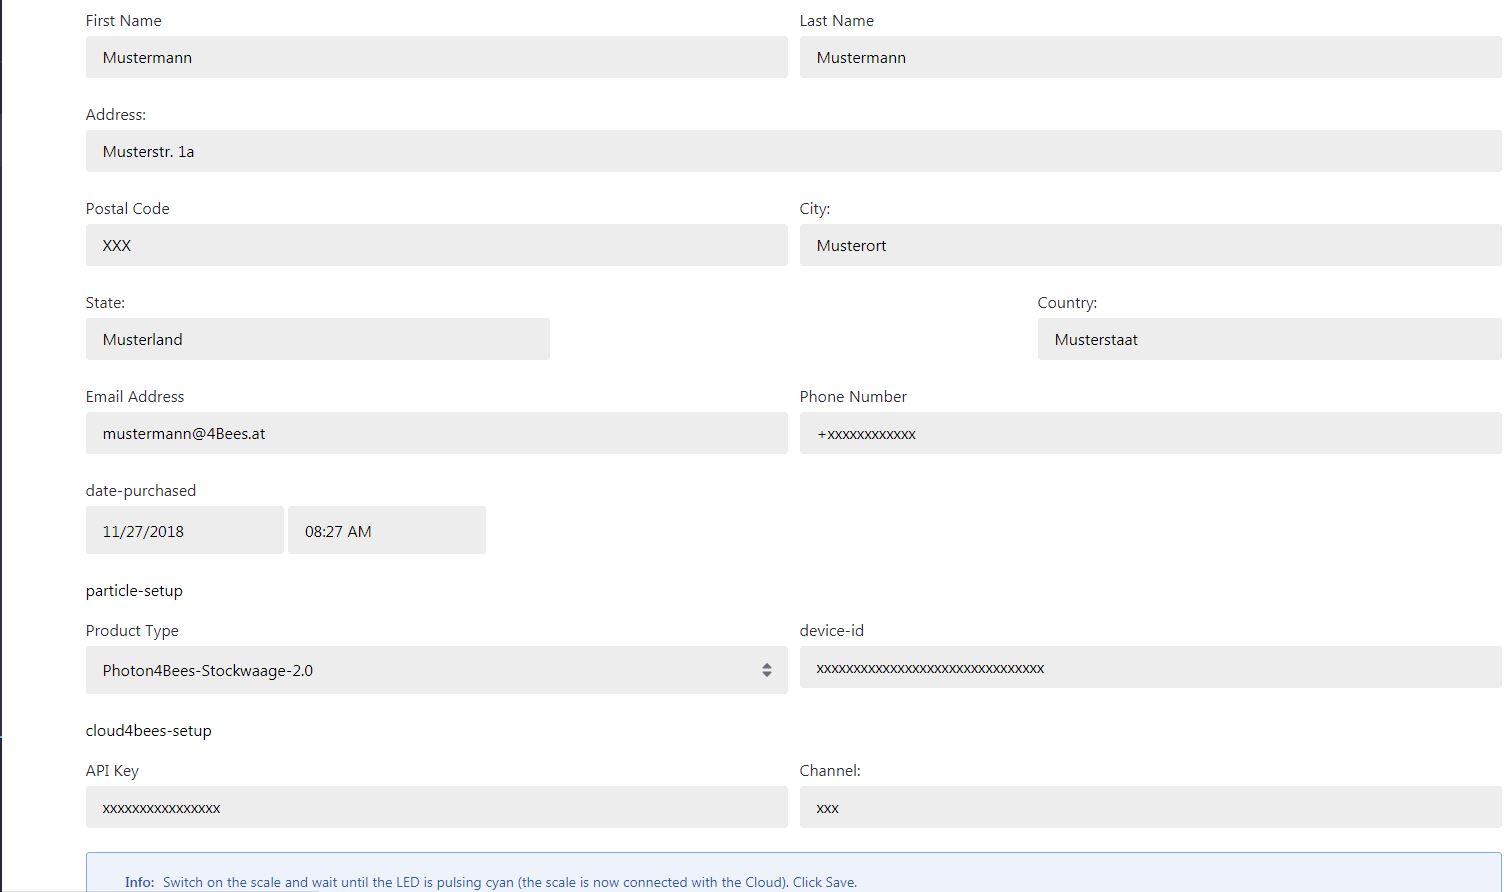 First Name Last Name
Mustermann Mustermann
Address:
Musterstr. 1a
Postal Code City:
XXX Musterort
State: Country:
Musterland Musterstaat
Email Address Phone Number
mustermann@4Bees.at +xxxxxxxxxxxx
date-purchased
11/27/2018 08:27 AM
particle-setup
Product Type device-id
Photon4Bees-Stockwaage-2.0 xxxxxxxxxxxxxxxxxxxxxxxxxxxxxxx
cloud4bees-setup
API Key Channel:
xxxxxxxxxxxxxxxx xxx
Info: Switch on the scale and wait until the LED is pulsing cyan (the scale is now connected with the Cloud). Click Save.